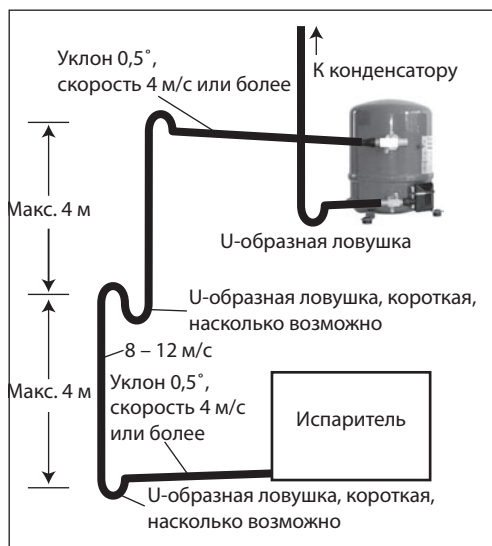 Уклон 0,5˚,
скорость 4 м/с или более
К конденсатору
Макс. 4 м
U-образная ловушка
U-образная ловушка, короткая,
насколько возможно
8 – 12 м/с
Макс. 4 м
Уклон 0,5˚,
скорость 4 м/с
или более
Испаритель
U-образная ловушка, короткая,
насколько возможно